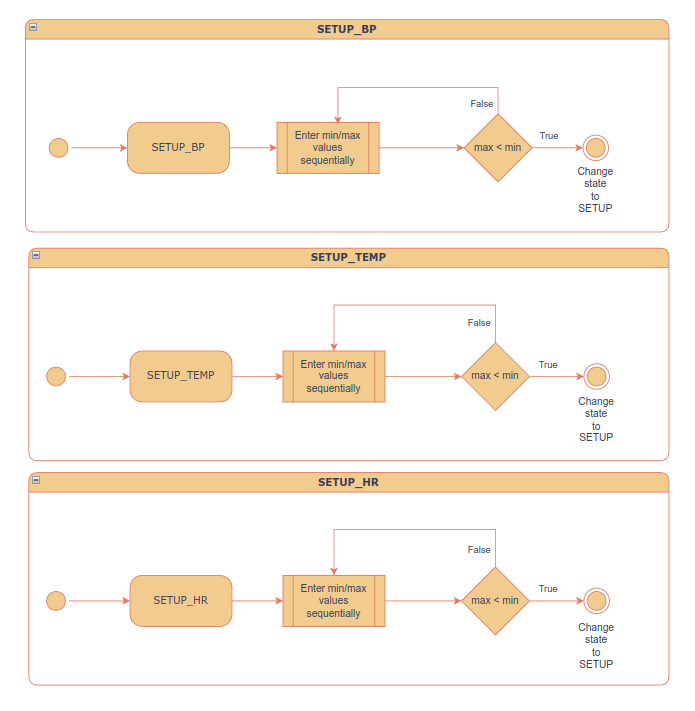 SETUP_BP
False
True
Enter min/max
values
sequentially
SETUP_BP
max < min
Change
state
to
SETUP
SETUP_TEMP
False
True
Enter min/max
values
sequentially
SETUP_TEMP
max < min
Change
state
to
SETUP
SETUP_HR
False
True
Enter min/max
values
sequentially
SETUP_HR
max < min
Change
state
to
SETUP